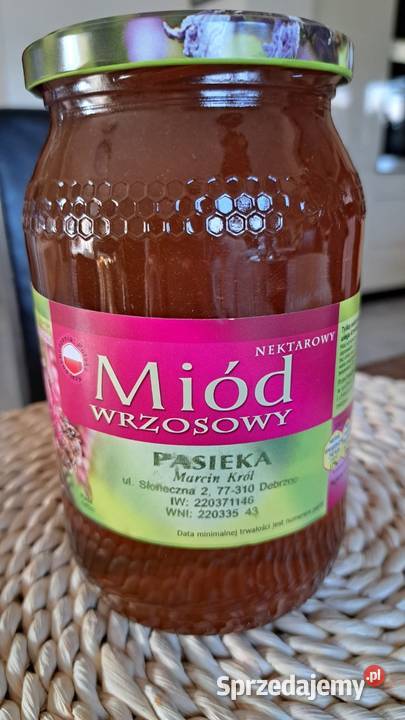 NEKTAROWY
Miód
WRZOSOWY
PASIEKA
Marcin Król
ul. Słoneczna 2, 77-310 Debrzno
IW: 220371146
WNI: 220335 43
Data minimalnej trwałości jest numerem partii
Sprzedajemy.pl